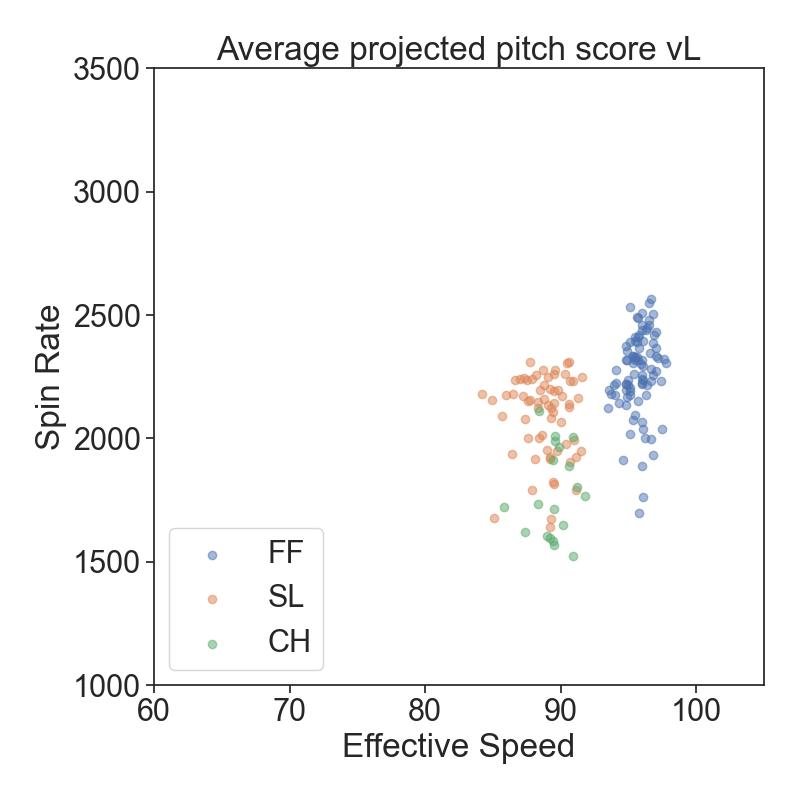 Average projected pitch score vL
3500
3000
2500
2000
1500
1000
Spin Rate
FF
SL
CH
60 70 80 90 100
Effective Speed